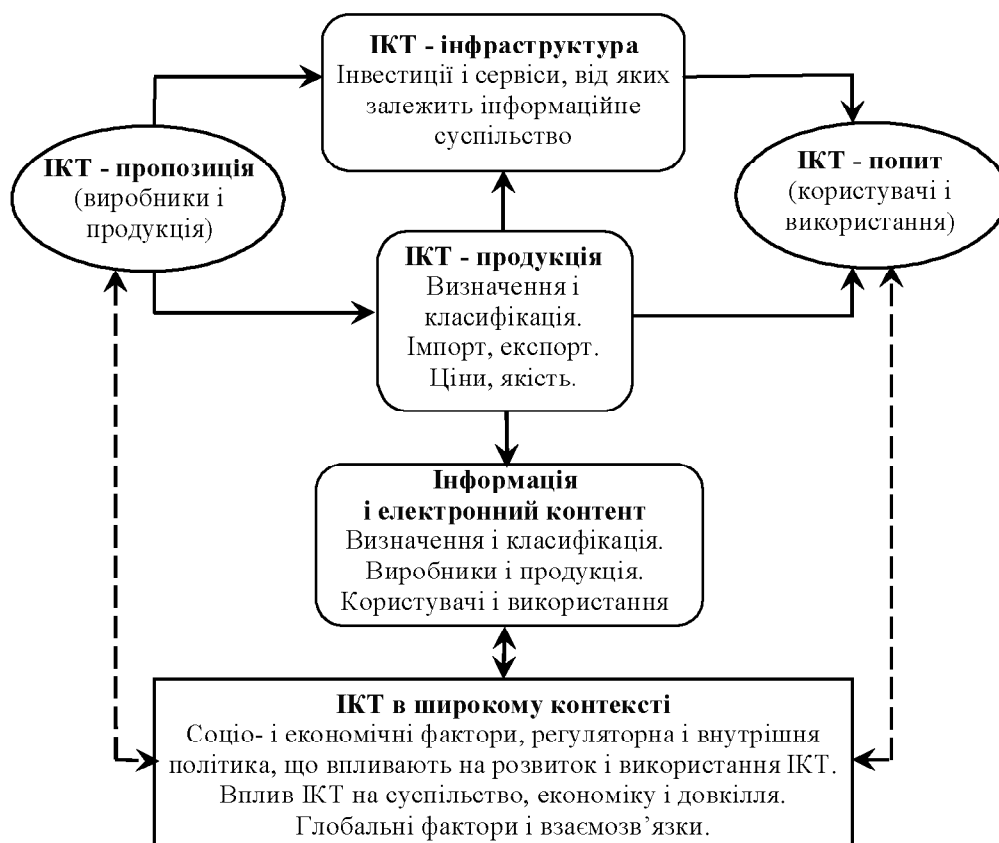 ІКТ - інфраструктура
Інвестиції і сервіси, від яких
залежить інформаційне
суспільство
ІКТ - пропозиція
(виробники і
продукція)
ІКТ - попит
(користувачі і
використання)
ІКТ - продукція
Визначення і
класифікація.
Імпорт, експорт.
Ціни, якість.
Інформація
і електронний контент
Визначення і класифікація.
Виробники і продукція.
Користувачі і використання
ІКТ в широкому контексті
Соціо- і економічні фактори, регуляторна і внутрішня
політика, що впливають на розвиток і використання ІКТ.
Вплив ІКТ на суспільство, економіку і довкілля.
Глобальні фактори і взаємозв’язки.